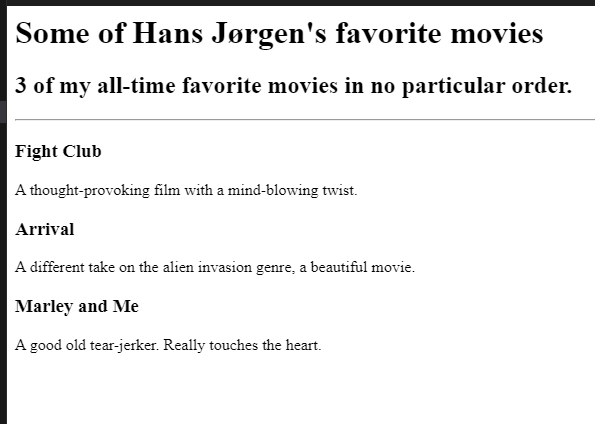 Some of Hans Jørgen's favorite movies
3 of my all-time favorite movies in no particular order.
Fight Club
A thought-provoking film with a mind-blowing twist.
Arrival
A different take on the alien invasion genre, a beautiful movie.
Marley and Me
A good old tear-jerker. Really touches the heart.